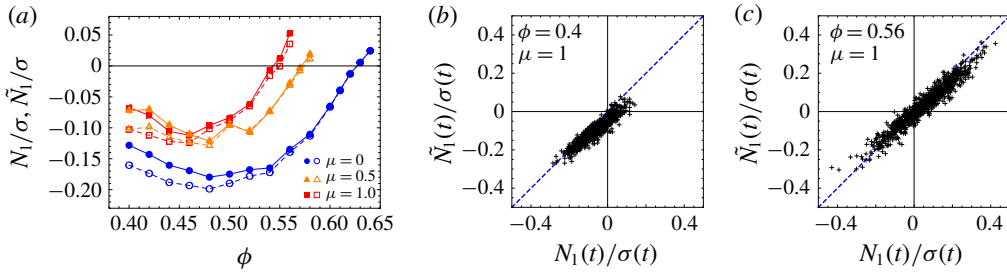 (a)
0.05
0
−0.05
−0.10
−0.15
−0.20
N₁/σ, Ñ₁/σ
μ = 0
μ = 0.5
μ = 1.0
0.40 0.45 0.50 0.55 0.60 0.65
ϕ
(b)
ϕ = 0.4
μ = 1
0.4
0.2
0
−0.2
−0.4
Ñ₁(t)/σ(t)
−0.4 0 0.4
N₁(t)/σ(t)
(c)
ϕ = 0.56
μ = 1
0.4
0.2
0
−0.2
−0.4
Ñ₁(t)/σ(t)
−0.4 0 0.4
N₁(t)/σ(t)